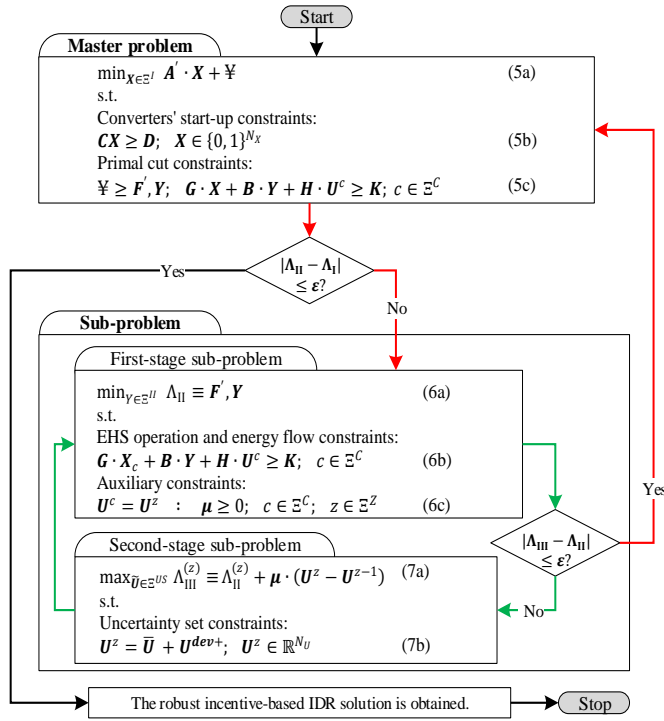 Start
Master problem
min_{X∈Ξ^I} A′ · X + ¥ (5a)
s.t.
Converters' start-up constraints:
CX ≥ D; X ∈ {0, 1}^{N_X} (5b)
Primal cut constraints:
¥ ≥ F′, Y; G · X + B · Y + H · U^c ≥ K; c ∈ Ξ^C (5c)
Yes
|Λ_II − Λ_I|
≤ ε?
No
Sub-problem
First-stage sub-problem
min_{Y∈Ξ^{II}} Λ_II ≡ F′, Y (6a)
s.t.
EHS operation and energy flow constraints:
G · X_c + B · Y + H · U^c ≥ K; c ∈ Ξ^C (6b)
Auxiliary constraints:
U^c = U^z : μ ≥ 0; c ∈ Ξ^C; z ∈ Ξ^Z (6c)
Yes
|Λ_III − Λ_II|
≤ ε?
No
Second-stage sub-problem
max_{Ũ∈Ξ^{US}} Λ_III^{(z)} ≡ Λ_II^{(z)} + μ · (U^z − U^{z−1}) (7a)
s.t.
Uncertainty set constraints:
U^z = Ū + U^{dev+}; U^z ∈ ℝ^{N_U} (7b)
The robust incentive-based IDR solution is obtained.
Stop